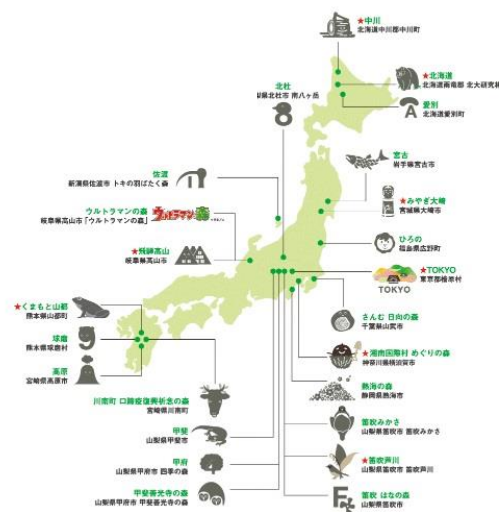 ★中川
北海道中川郡中川町
★北海道
北海道雨竜郡 北大研究林
愛別
北海道愛別町
北杜
山梨県北杜市 南八ヶ岳
宮古
岩手県宮古市
★みやぎ大崎
宮城県大崎市
佐渡
新潟県佐渡市 トキの羽ばたく森
ウルトラマンの森
岐阜県高山市「ウルトラマンの森」
ウルトラマン森
ひろの
福島県広野町
★飛騨高山
岐阜県高山市
★TOKYO
東京都檜原村
TOKYO
★くまもと山都
熊本県山都町
さんむ 日向の森
千葉県山武市
球磨
熊本県球磨村
★湘南国際村 めぐりの森
神奈川県横須賀市
高原
宮崎県高原市
川南町 口蹄疫復興祈念の森
宮崎県川南町
熱海の森
静岡県熱海市
甲斐
山梨県甲斐市
笛吹みかさ
山梨県笛吹市 笛吹みかさ
甲府
山梨県甲府市 四季の森
★笛吹芦川
山梨県笛吹市 笛吹芦川
甲斐善光寺の森
山梨県甲府市 甲斐善光寺の森
笛吹 はなの森
山梨県笛吹市